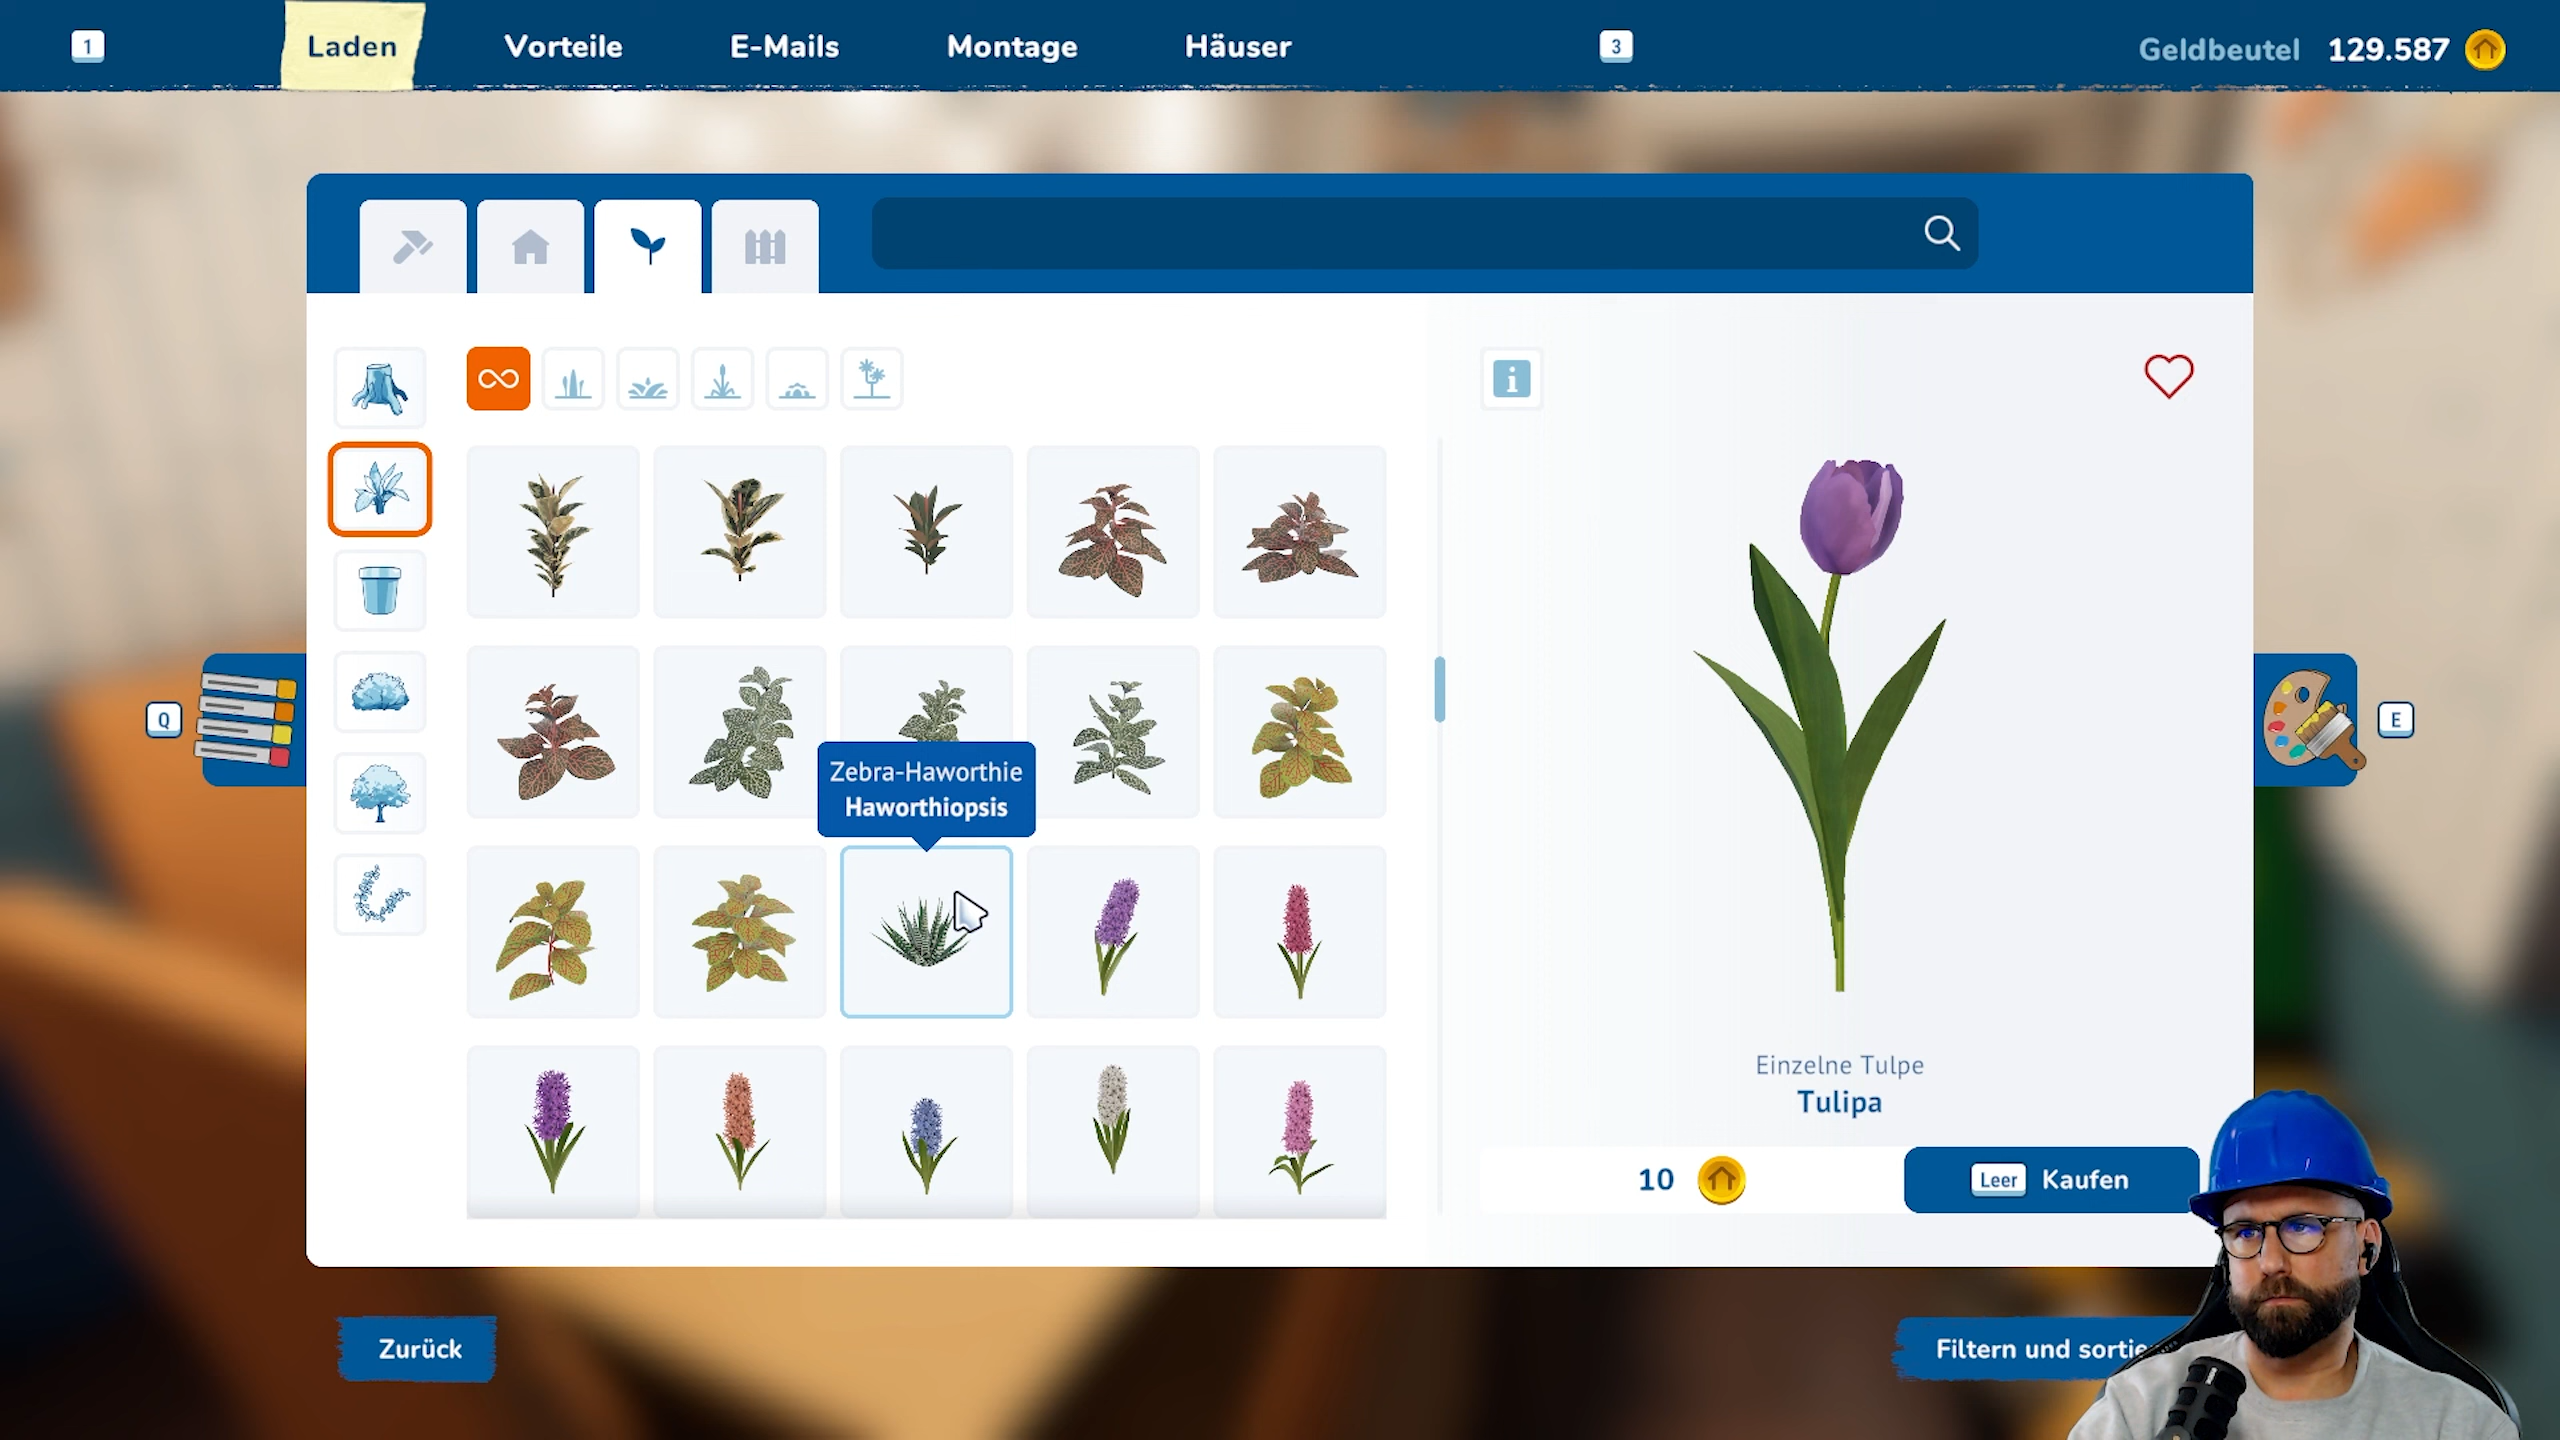 1
Laden
Vorteile
E-Mails
Montage
Häuser
3
Geldbeutel 129.587
i
Q
E
Zebra-Haworthie
Haworthiopsis
Einzelne Tulpe
Tulipa
10
Leer Kaufen
Zurück
Filtern und